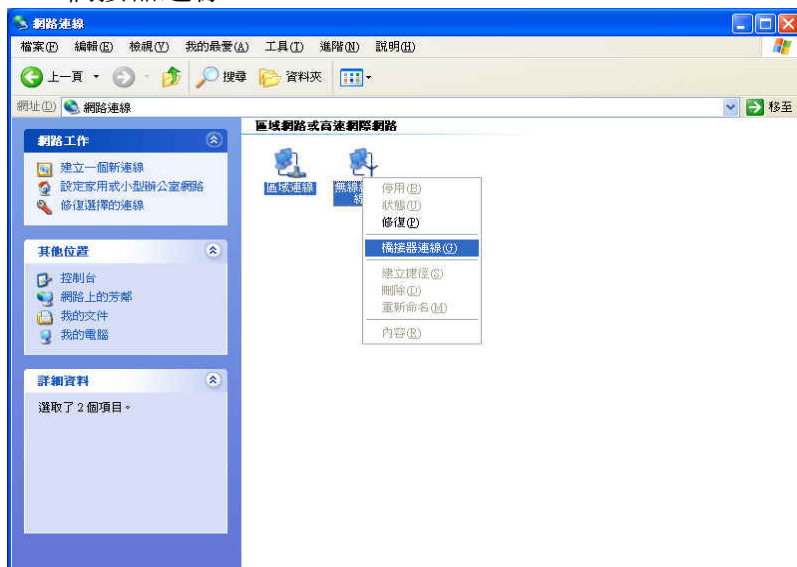 網路連線
檔案(F) 編輯(E) 檢視(V) 我的最愛(A) 工具(T) 進階(N) 說明(H)
上一頁 搜尋 資料夾
網址(D) 網路連線 移至
網路工作
建立一個新連線
設定家用或小型辦公室網路
修復選擇的連線
其他位置
控制台
網路上的芳鄰
我的文件
我的電腦
詳細資料
選取了 2 個項目。
區域網路或高速網際網路
區域連線
無線
停用(B)
狀態(U)
修復(P)
橋接器連線(G)
建立捷徑(S)
刪除(D)
重新命名(M)
內容(R)